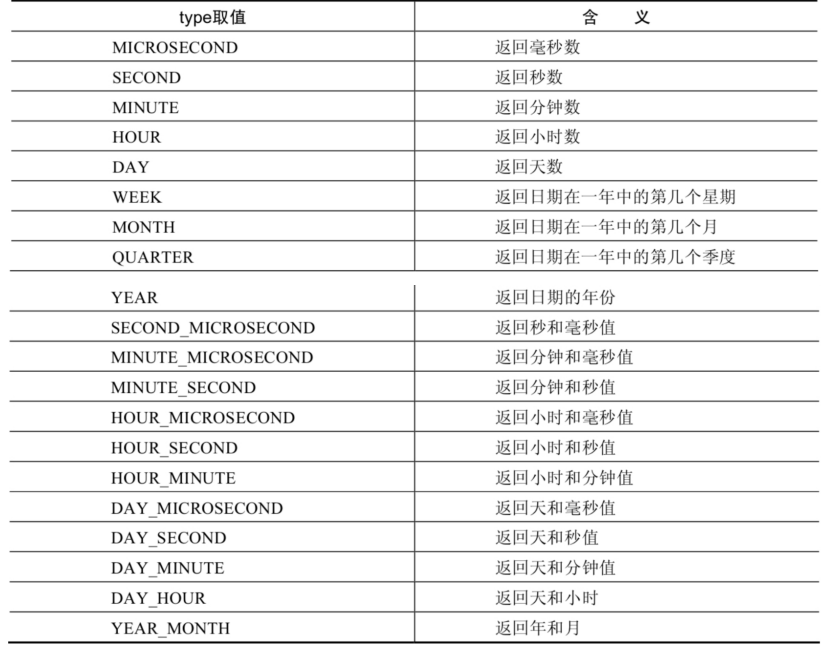 type取值 含 义
MICROSECOND 返回毫秒数
SECOND 返回秒数
MINUTE 返回分钟数
HOUR 返回小时数
DAY 返回天数
WEEK 返回日期在一年中的第几个星期
MONTH 返回日期在一年中的第几个月
QUARTER 返回日期在一年中的第几个季度
YEAR 返回日期的年份
SECOND_MICROSECOND 返回秒和毫秒值
MINUTE_MICROSECOND 返回分钟和毫秒值
MINUTE_SECOND 返回分钟和秒值
HOUR_MICROSECOND 返回小时和毫秒值
HOUR_SECOND 返回小时和秒值
HOUR_MINUTE 返回小时和分钟值
DAY_MICROSECOND 返回天和毫秒值
DAY_SECOND 返回天和秒值
DAY_MINUTE 返回天和分钟值
DAY_HOUR 返回天和小时
YEAR_MONTH 返回年和月